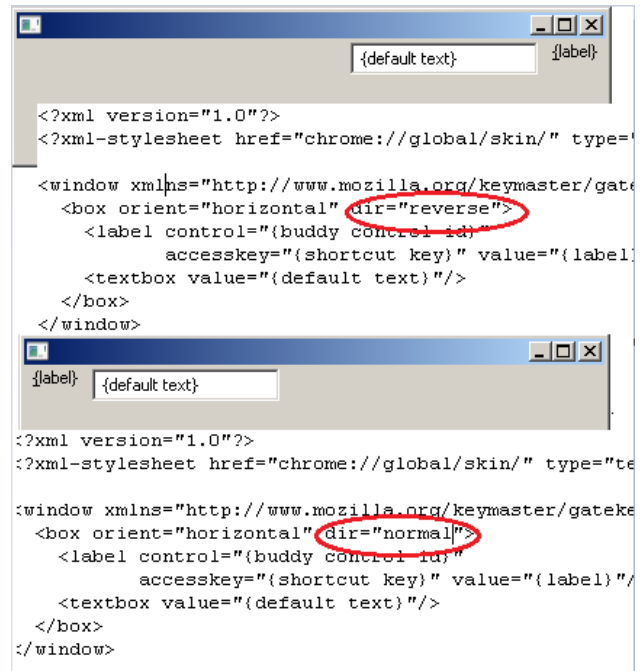 {default text} {label}
<?xml version="1.0"?>
<?xml-stylesheet href="chrome://global/skin/" type="
<window xmlns="http://www.mozilla.org/keymaster/gate
<box orient="horizontal" dir="reverse">
<label control="{buddy control id}"
accesskey="{shortcut key}" value="{label}
<textbox value="{default text}"/>
</box>
</window>
{label} {default text}
<?xml version="1.0"?>
<?xml-stylesheet href="chrome://global/skin/" type="te
<window xmlns="http://www.mozilla.org/keymaster/gateke
<box orient="horizontal" dir="normal">
<label control="{buddy control id}"
accesskey="{shortcut key}" value="{label}"/
<textbox value="{default text}"/>
</box>
</window>